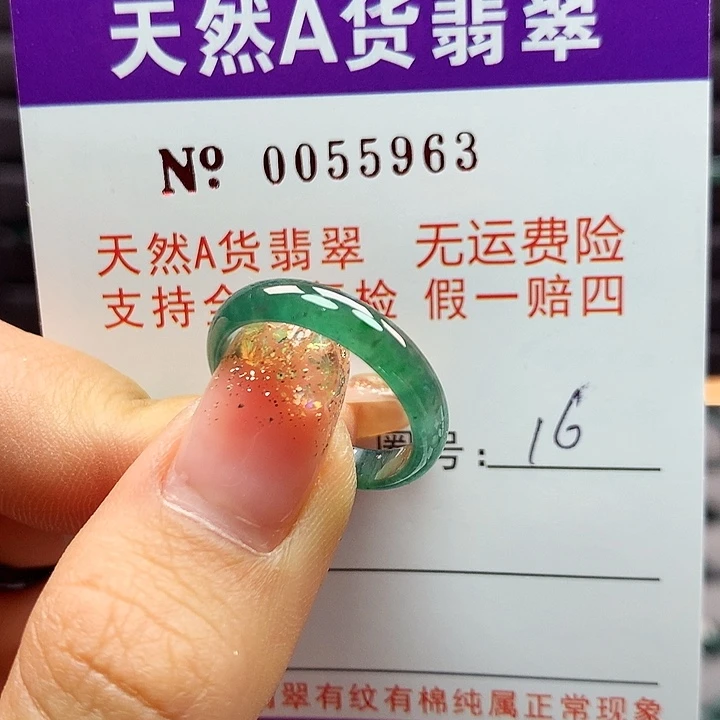 天然A货翡翠
Nº 0055963
天然A货翡翠 无运费险
支持全 检 假一赔四
圈号: 16
翠有纹有棉纯属正常现象